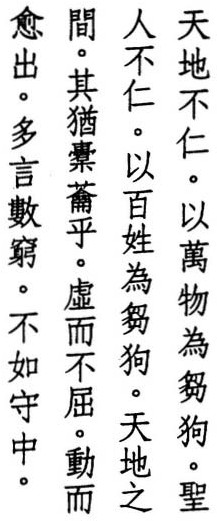 天地不仁。以萬物為芻狗。聖
人不仁。以百姓為芻狗。天地之
間。其猶橐籥乎。虛而不屈。動而
愈出。多言數窮。不如守中。